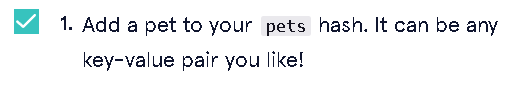 1. Add a pet to your pets hash. It can be any
key-value pair you like!